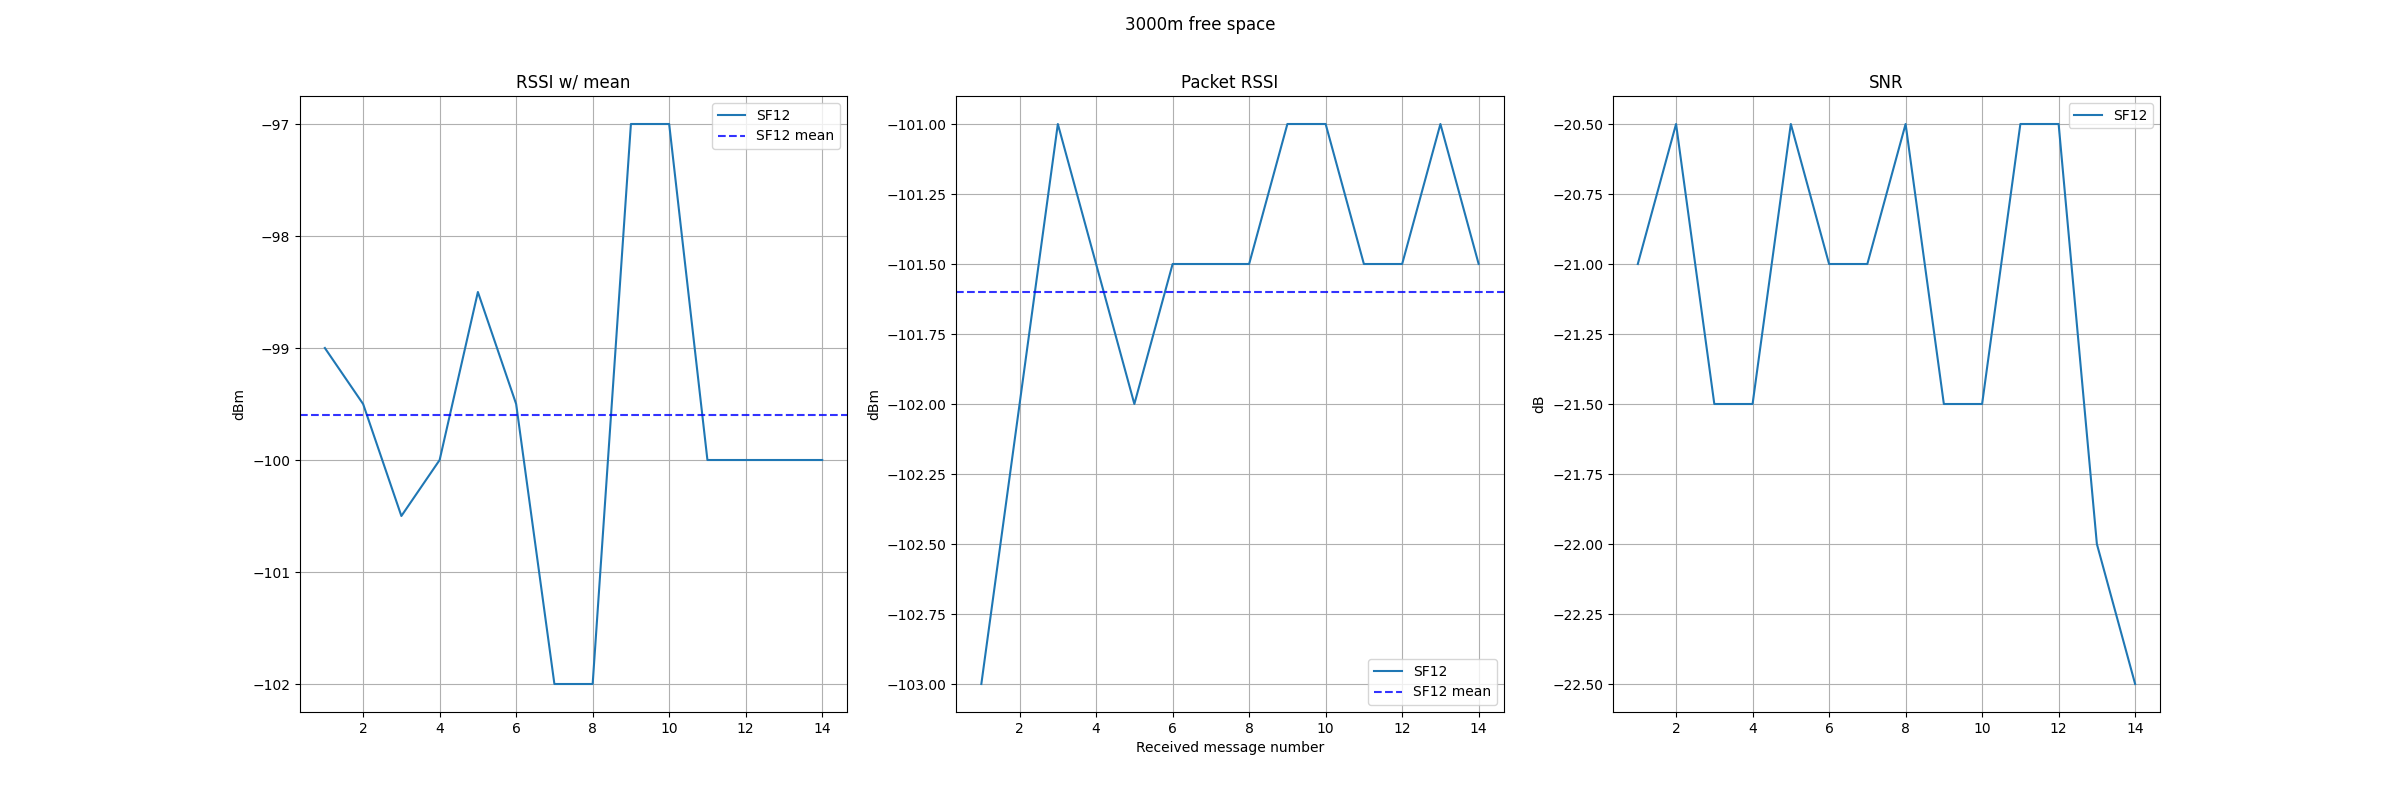 3000m free space
RSSI w/ mean
dBm
−97
−98
−99
−100
−101
−102
2 4 6 8 10 12 14
SF12
SF12 mean
Packet RSSI
dBm
−101.00
−101.25
−101.50
−101.75
−102.00
−102.25
−102.50
−102.75
−103.00
2 4 6 8 10 12 14
Received message number
SF12
SF12 mean
SNR
dB
−20.50
−20.75
−21.00
−21.25
−21.50
−21.75
−22.00
−22.25
−22.50
2 4 6 8 10 12 14
SF12